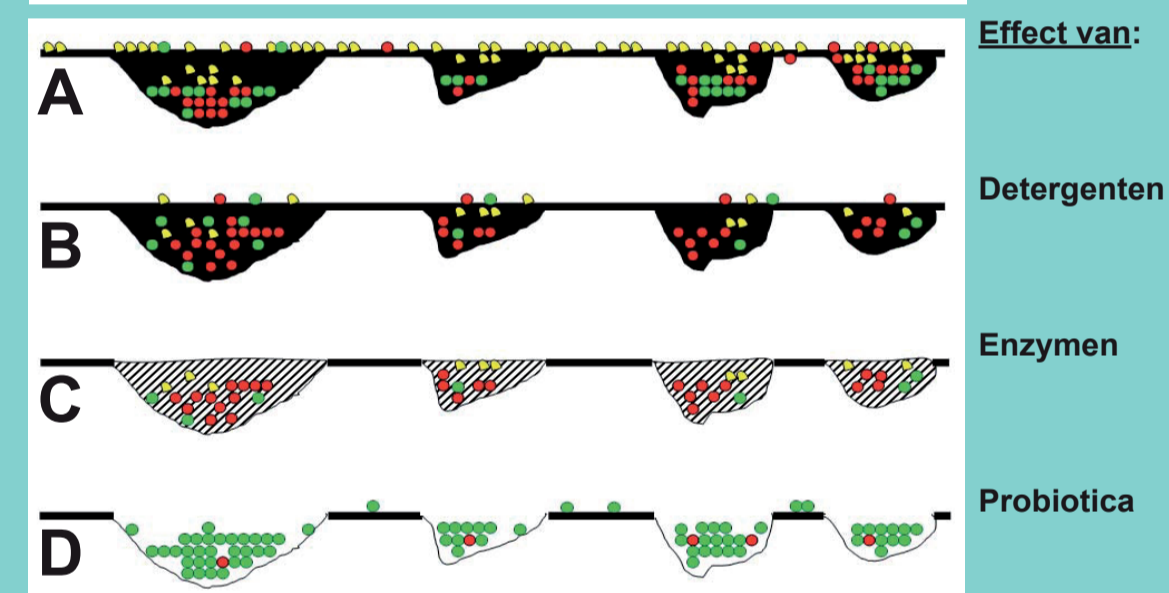 Effect van:
A
Detergenten
B
Enzymen
C
Probiotica
D